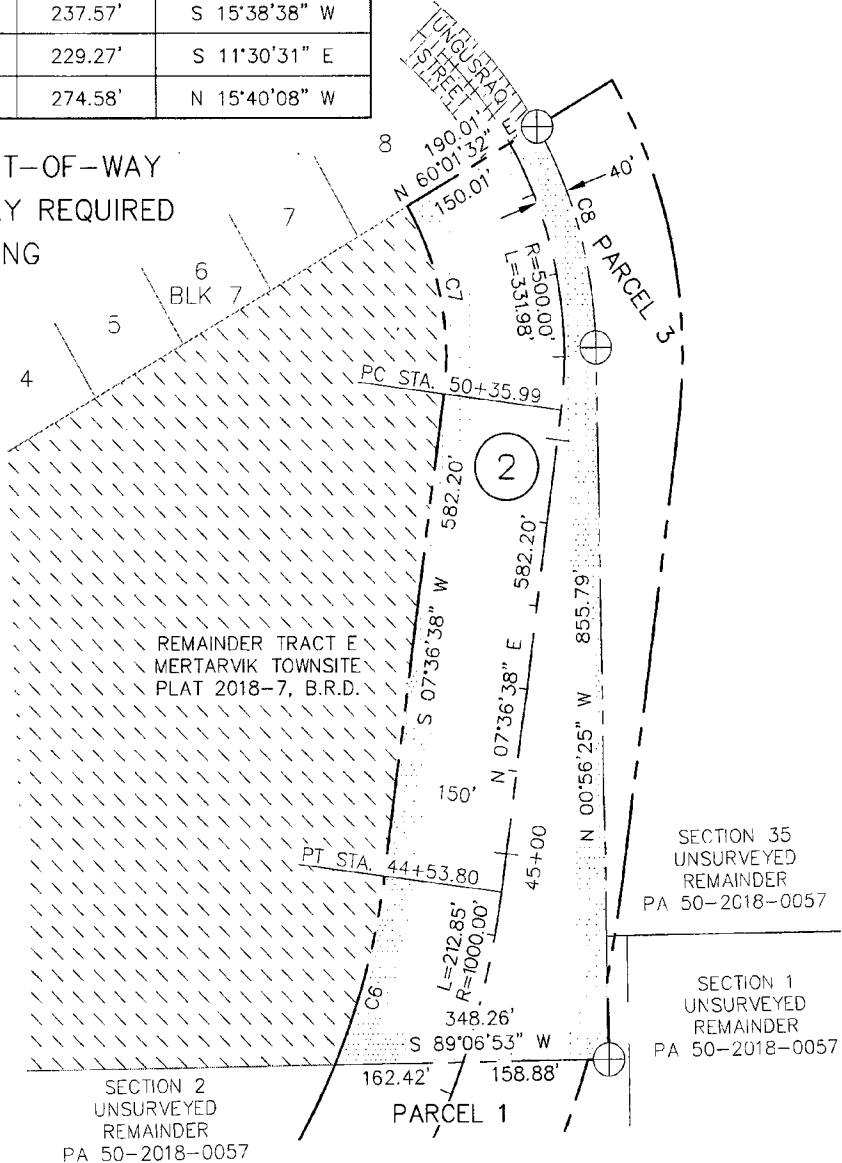 237.57' S 15°38'38" W
229.27' S 11°30'31" E
274.58' N 15°40'08" W
T-OF-WAY
Y REQUIRED
NG
UNGUSRAQ
STREET
190.01'
N 60°01'32" E
150.01'
8
7
6
BLK 7
5
4
40'
C8
PARCEL 3
C7
R=500.00'
L=331.98'
PC STA. 50+35.99
2
582.20'
582.20'
S 07°36'38" W
N 07°36'38" E
855.79'
N 00°56'25" W
REMAINDER TRACT E
MERTARVIK TOWNSITE
PLAT 2018-7, B.R.D.
150'
45+00
PT STA. 44+53.80
SECTION 35
UNSURVEYED
REMAINDER
PA 50-2018-0057
L=212.85'
R=1000.00'
C6
348.26'
S 89°06'53" W
162.42' 158.88'
PARCEL 1
SECTION 1
UNSURVEYED
REMAINDER
PA 50-2018-0057
SECTION 2
UNSURVEYED
REMAINDER
PA 50-2018-0057